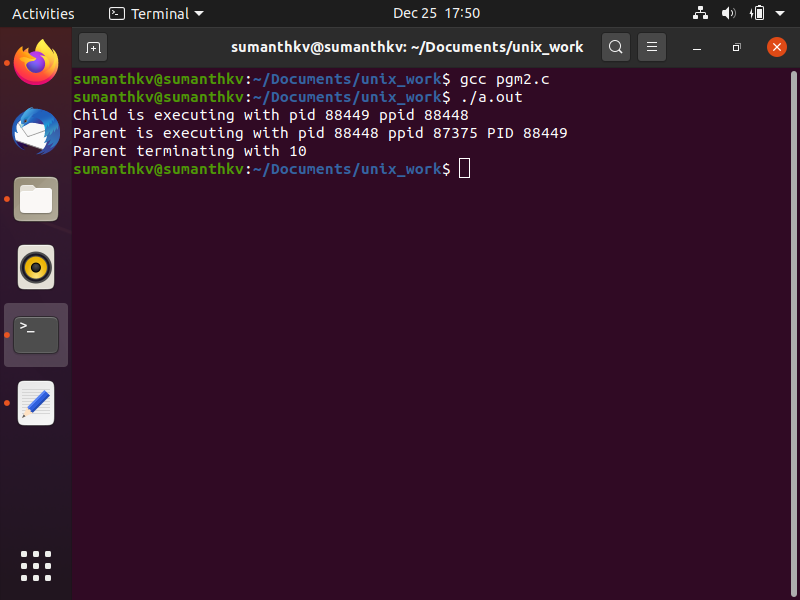 Activities Terminal Dec 25 17:50
sumanthkv@sumanthkv: ~/Documents/unix_work
sumanthkv@sumanthkv:~/Documents/unix_work$ gcc pgm2.c
sumanthkv@sumanthkv:~/Documents/unix_work$ ./a.out
Child is executing with pid 88449 ppid 88448
Parent is executing with pid 88448 ppid 87375 PID 88449
Parent terminating with 10
sumanthkv@sumanthkv:~/Documents/unix_work$